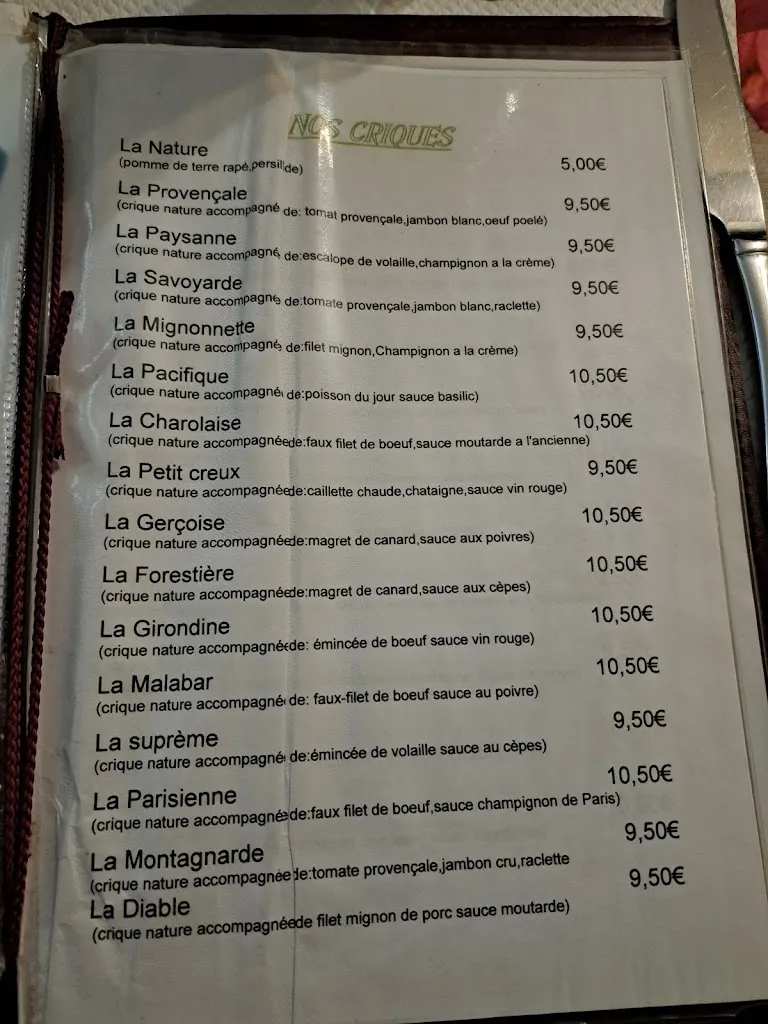 NOS CRIQUES
La Nature 5,00€
(pomme de terre rapé,persillde)
La Provençale 9,50€
(crique nature accompagné de: tomat provençale,jambon blanc,oeuf poelé)
La Paysanne 9,50€
(crique nature accompagné de:escalope de volaille,champignon a la crème)
La Savoyarde 9,50€
(crique nature accompagné de:tomate provençale,jambon blanc,raclette)
La Mignonnette 9,50€
(crique nature accompagné de:filet mignon,Champignon a la crème)
La Pacifique 10,50€
(crique nature accompagné de:poisson du jour sauce basilic)
La Charolaise 10,50€
(crique nature accompagnéede:faux filet de boeuf,sauce moutarde a l'ancienne)
La Petit creux 9,50€
(crique nature accompagnéede:caillette chaude,chataigne,sauce vin rouge)
La Gerçoise 10,50€
(crique nature accompagnéede:magret de canard,sauce aux poivres)
La Forestière 10,50€
(crique nature accompagnéede:magret de canard,sauce aux cèpes)
La Girondine 10,50€
(crique nature accompagnéede: émincée de boeuf sauce vin rouge)
La Malabar 10,50€
(crique nature accompagné de: faux-filet de boeuf sauce au poivre)
La suprème 9,50€
(crique nature accompagné de:émincée de volaille sauce au cèpes)
La Parisienne 10,50€
(crique nature accompagnéede:faux filet de boeuf,sauce champignon de Paris)
La Montagnarde 9,50€
(crique nature accompagnée de:tomate provençale,jambon cru,raclette
La Diable 9,50€
(crique nature accompagnéede filet mignon de porc sauce moutarde)